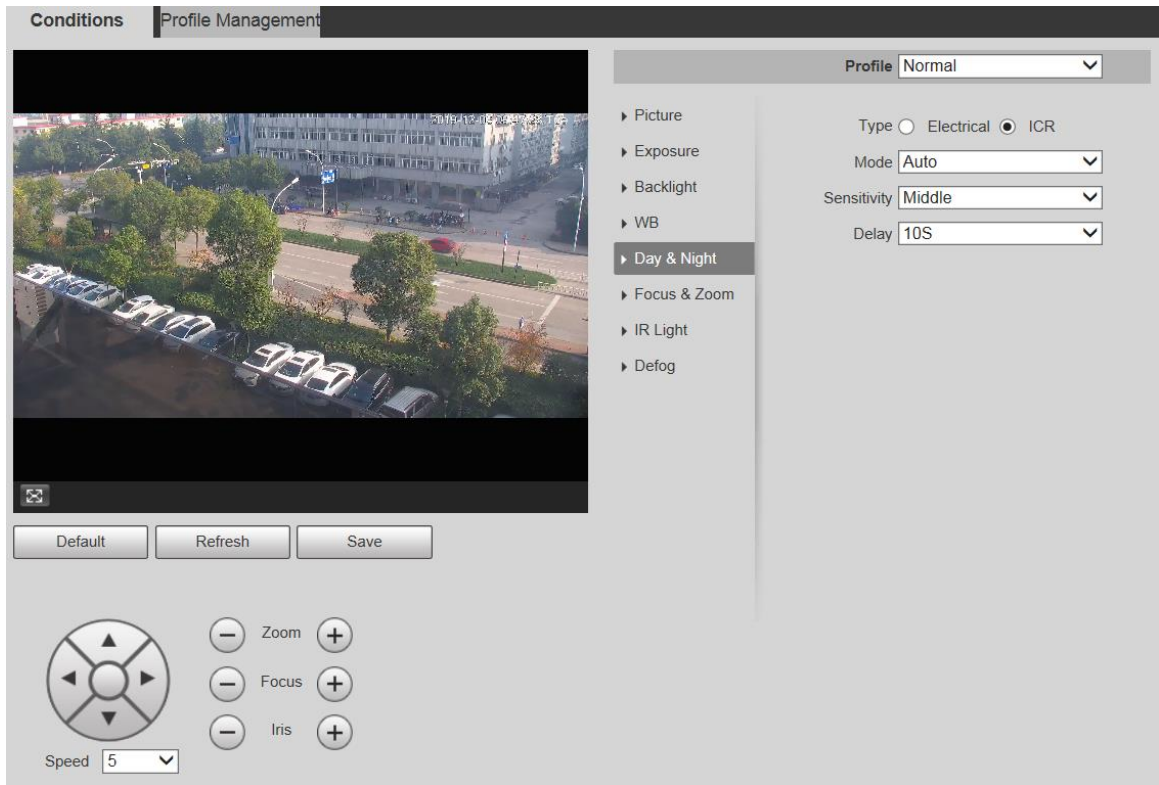 Conditions
Profile Management
Profile Normal
Picture
Exposure
Backlight
WB
Day & Night
Focus & Zoom
IR Light
Defog
Type Electrical ICR
Mode Auto
Sensitivity Middle
Delay 10S
Default Refresh Save
Zoom
Focus
Iris
Speed 5